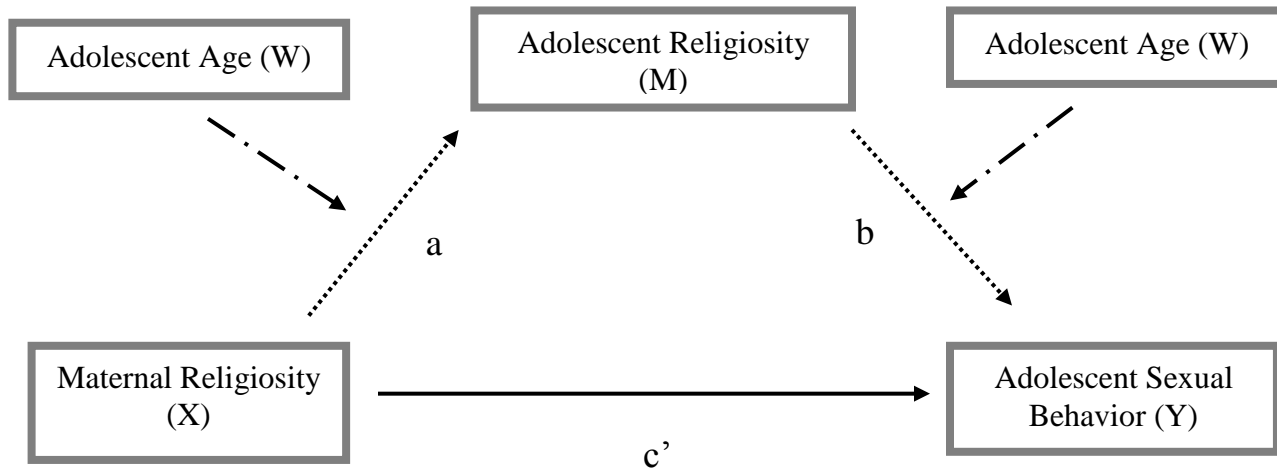 Adolescent Age (W)
Adolescent Religiosity
(M)
Adolescent Age (W)
a
b
Maternal Religiosity
(X)
Adolescent Sexual
Behavior (Y)
c’